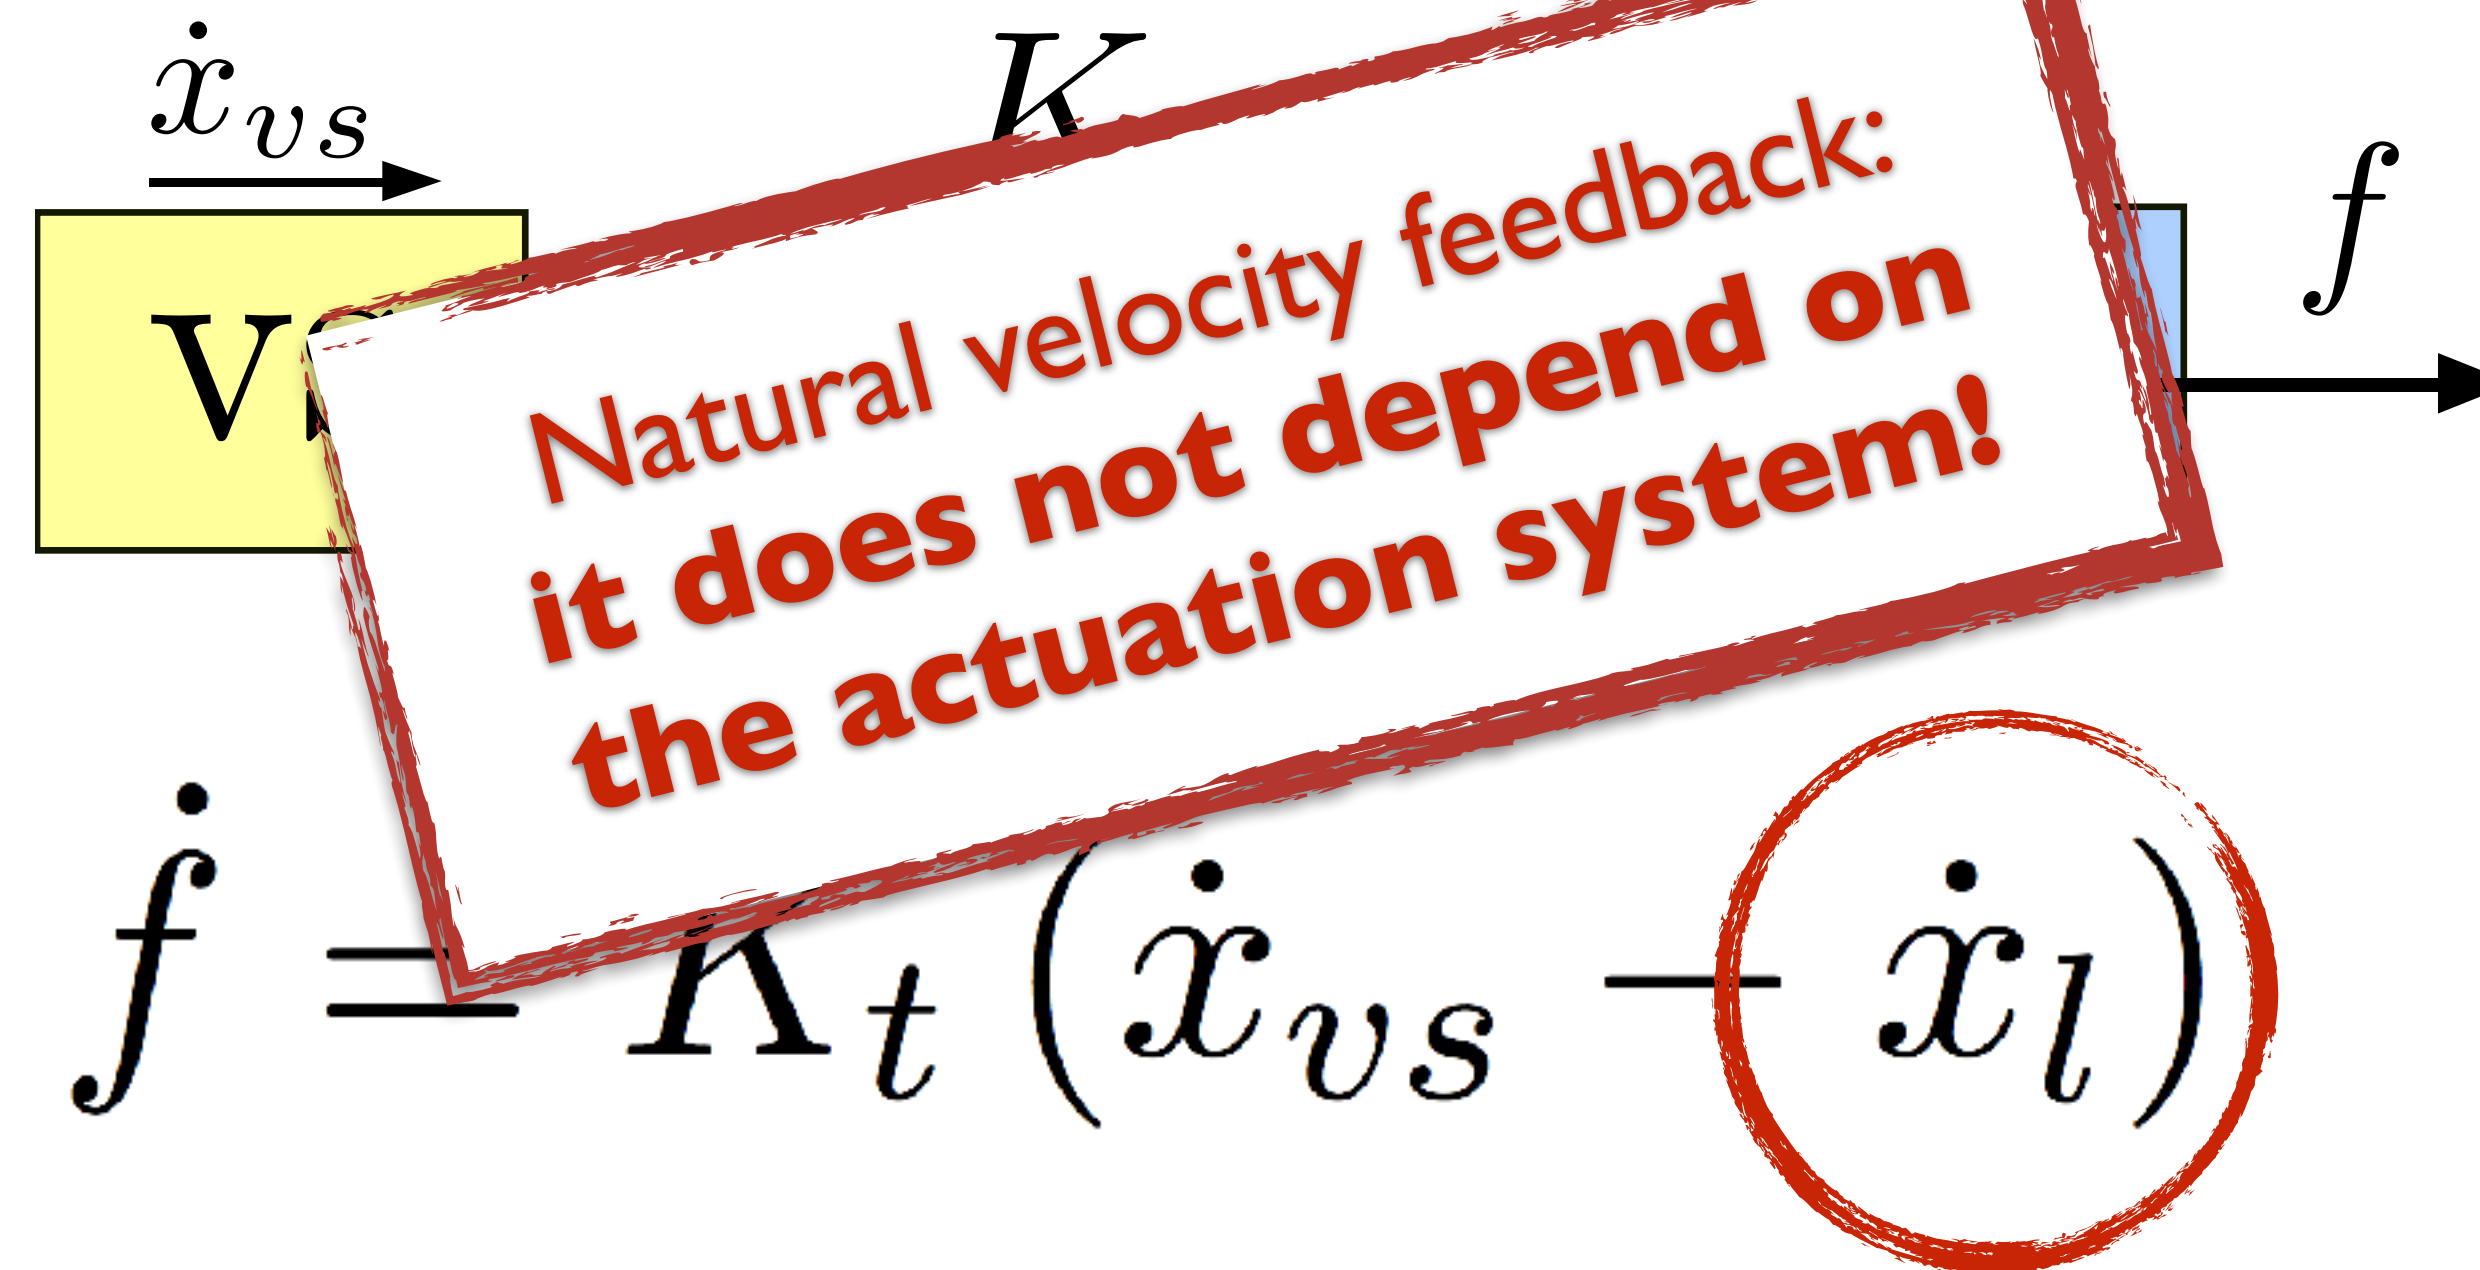 ẋ_vs
K
f
V
Natural velocity feedback:
it does not depend on
the actuation system!
ḟ = K_t (ẋ_vs − ẋ_l)